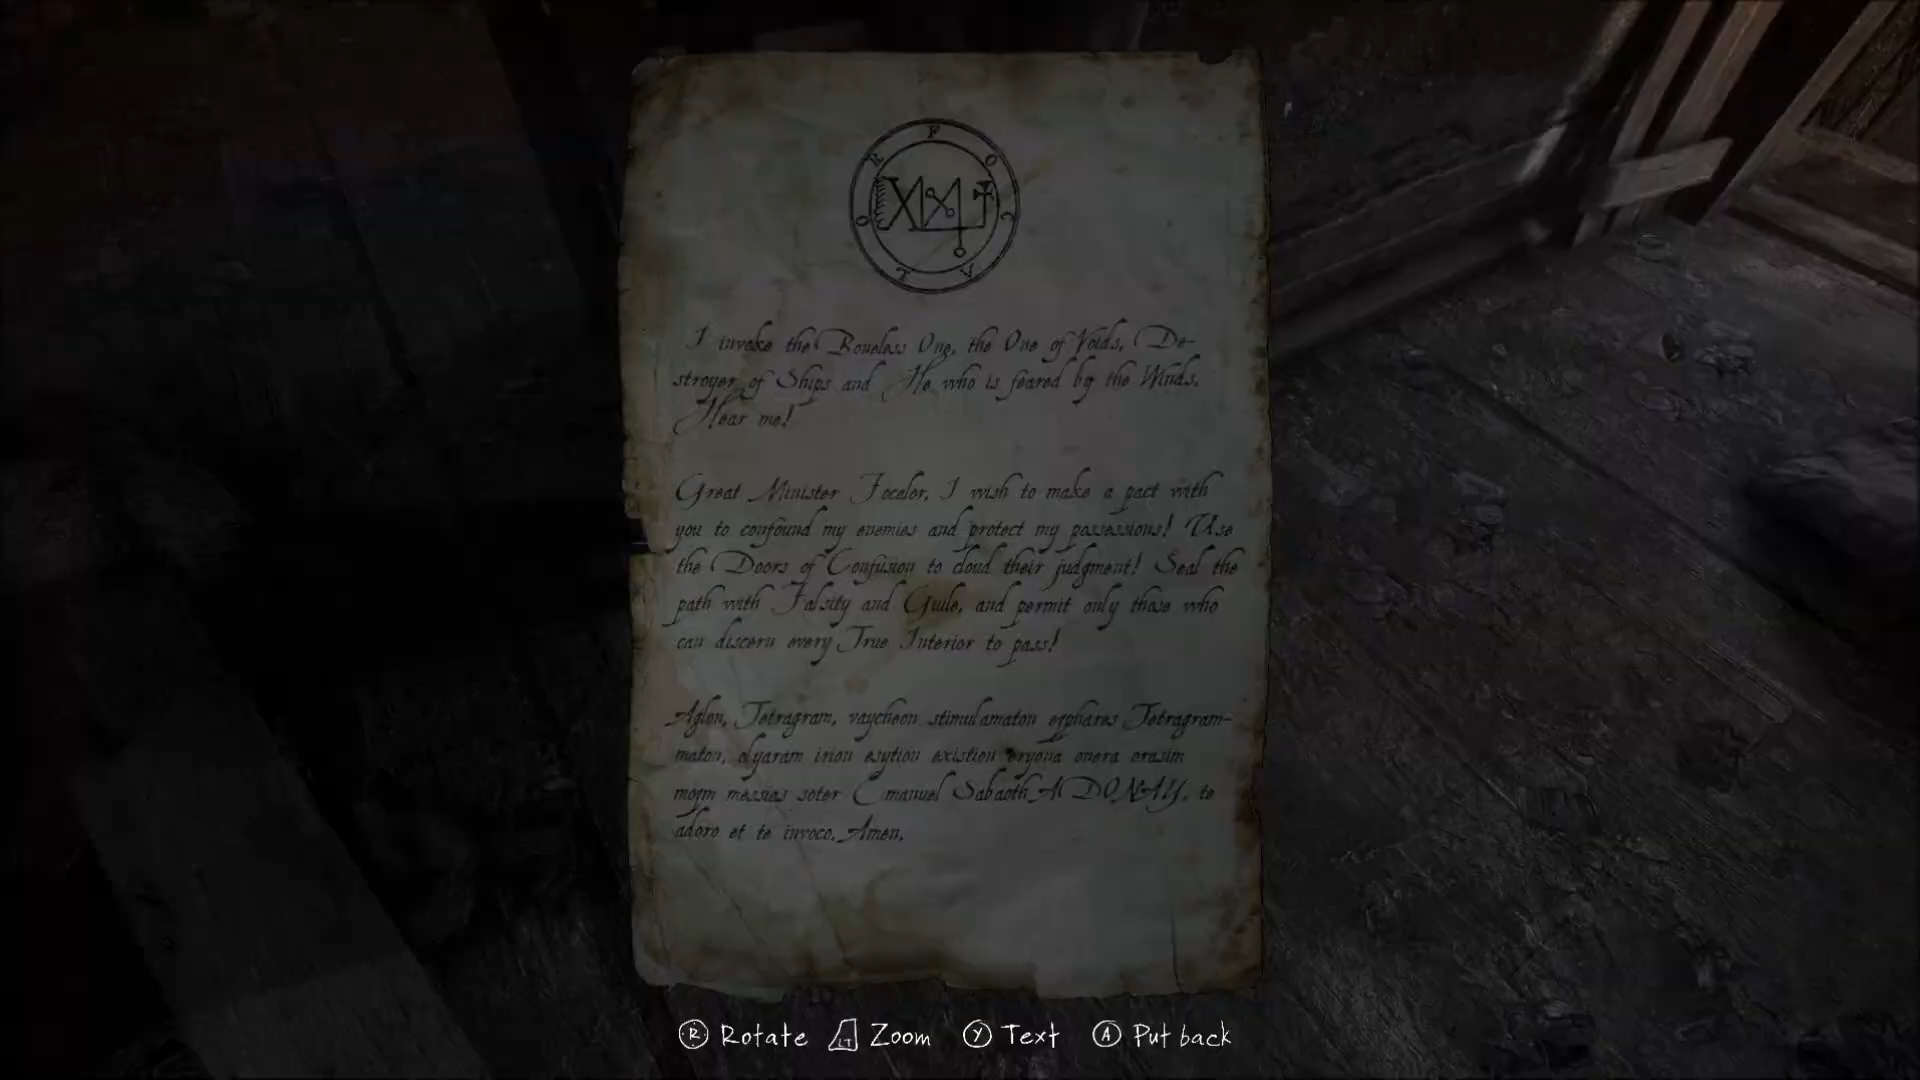 F O C A L O R
I invoke the Boneless One, the One of Voids, De-
stroyer of Ships and He who is feared by the Winds.
Hear me!
Great Minister Focalor, I wish to make a pact with
you to confound my enemies and protect my possessions! Use
the Doors of Confusion to cloud their judgment! Seal the
path with Falsity and Guile, and permit only those who
can discern every True Interior to pass!
Aglon, Tetragram, vaycheon stimulamaton erphares Tetragram-
maton, olyaram irion esytion existion eryona onera orasim
moym messias soter Emanuel Sabaoth ADONAY, te
adoro et te invoco. Amen.
R Rotate LT Zoom Y Text A Put back